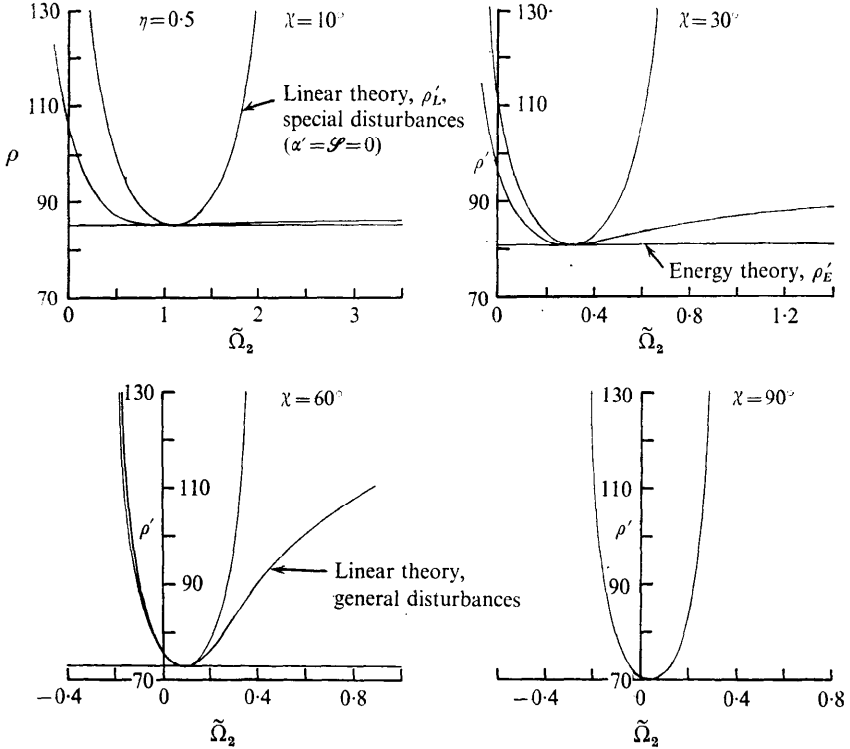 130 η=0·5 χ=10°
110
ρ
90
70
0 1 2 3
Ω̃₂
Linear theory, ρ′_L,
special disturbances
(α′=𝒮=0)
130· χ=30°
110
ρ′
90
70
0 0·4 0·8 1·2
Ω̃₂
Energy theory, ρ′_E
130 χ=60°
110
ρ′
90
70
−0·4 0 0·4 0·8
Ω̃₂
Linear theory,
general disturbances
130 χ=90°
110
ρ′
90
70
−0·4 0 0·4 0·8
Ω̃₂